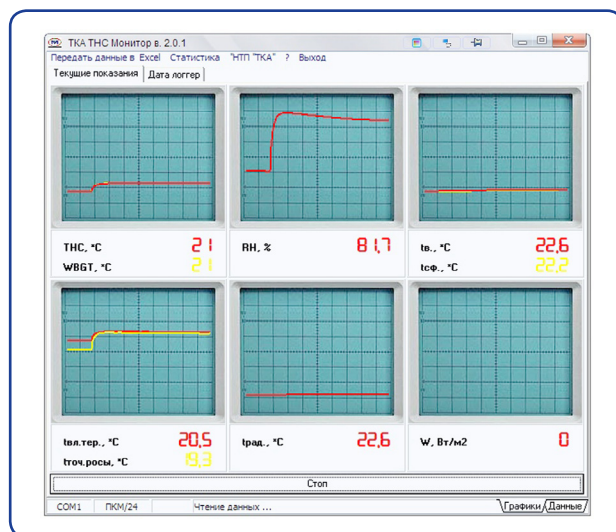 ТКА ТНС Монитор в. 2.0.1
Передать данные в Excel Статистика "НТП "ТКА" ? Выход
Текущие показания Дата логгер
ТНС, °С 21
WBGT, °C 21
RH, % 81,7
tв., °С 22,6
tсф., °С 22,2
tвл.тер., °С 20,5
tточ.росы, °С 19,3
tрад., °С 22,6
W, Вт/м2 0
Стоп
COM1 ПКМ/24 Чтение данных ... Графики Данные